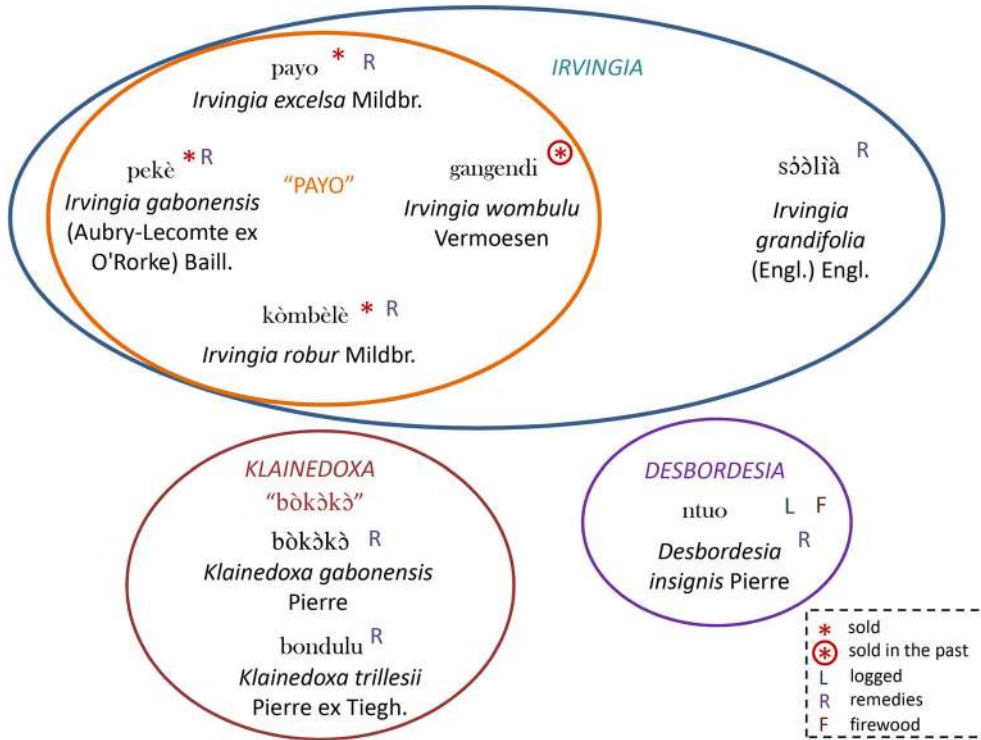 payo * R
Irvingia excelsa Mildbr.
IRVINGIA
pekè * R
Irvingia gabonensis
(Aubry-Lecomte ex
O'Rorke) Baill.
"PAYO"
gangendi *
Irvingia wombulu
Vermoesen
sɔ̀ɔ̀lìà R
Irvingia
grandifolia
(Engl.) Engl.
kòmbèlè * R
Irvingia robur Mildbr.
KLAINEDOXA
"bòkɔ̀kɔ̀"
bòkɔ̀kɔ̀ R
Klainedoxa gabonensis
Pierre
bondulu R
Klainedoxa trillesii
Pierre ex Tiegh.
DESBORDESIA
ntuo L F
R
Desbordesia
insignis Pierre
* sold
* sold in the past
L logged
R remedies
F firewood